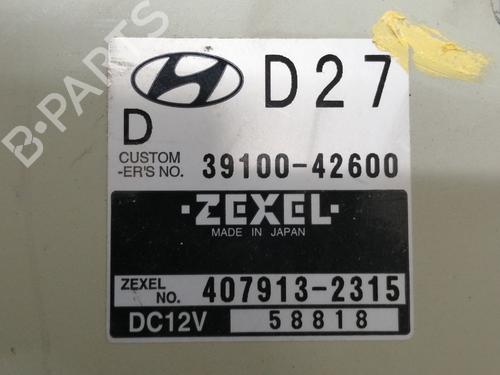 B-PARTS
D27
D
CUSTOM
-ER'S NO. 39100-42600
·ZEXEL·
MADE IN JAPAN
ZEXEL
NO. 407913-2315
DC12V 58818